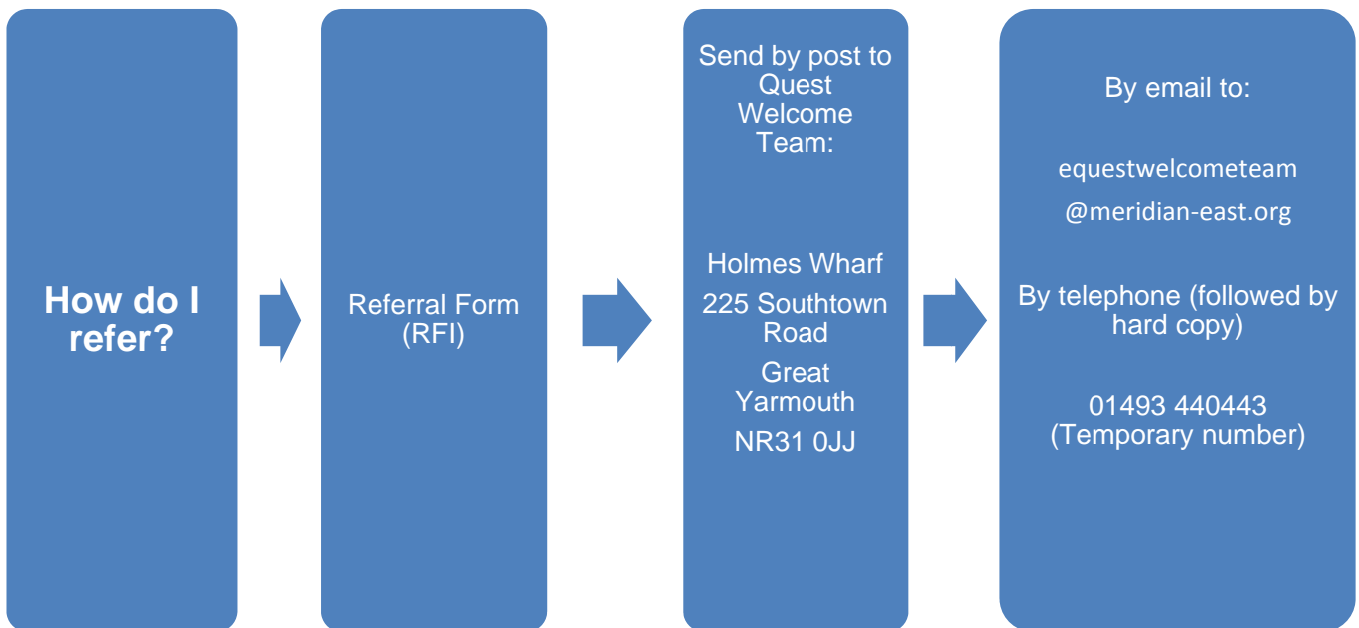 How do I
refer?
Referral Form
(RFI)
Send by post to
Quest
Welcome
Team:
Holmes Wharf
225 Southtown
Road
Great
Yarmouth
NR31 0JJ
By email to:
equestwelcometeam
@meridian-east.org
By telephone (followed by
hard copy)
01493 440443
(Temporary number)